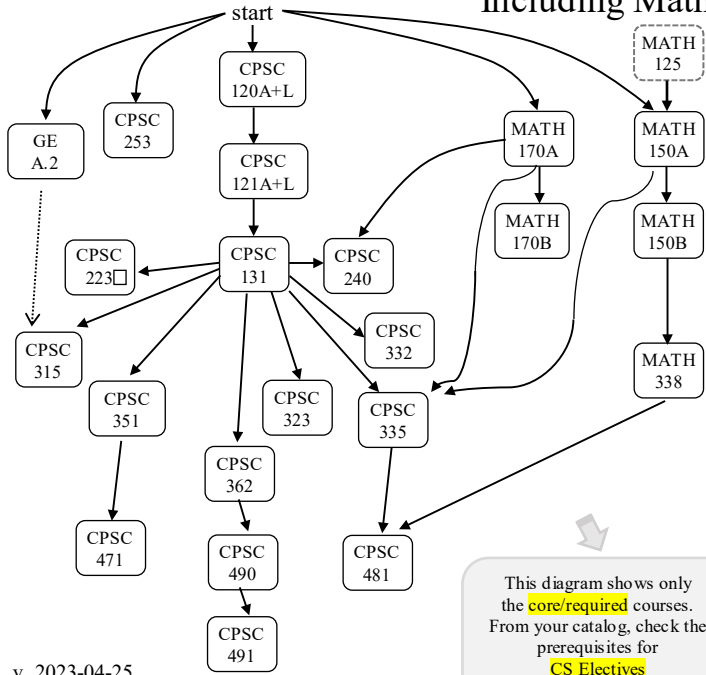 including Math
start
MATH
125
CPSC
120A+L
CPSC
253
GE
A.2
MATH
170A
MATH
150A
CPSC
121A+L
MATH
170B
MATH
150B
CPSC
223□
CPSC
131
CPSC
240
CPSC
332
CPSC
315
MATH
338
CPSC
351
CPSC
323
CPSC
335
CPSC
362
CPSC
471
CPSC
490
CPSC
481
CPSC
491
This diagram shows only
the core/required courses.
From your catalog, check the
prerequisites for
CS Electives
v. 2023-04-25